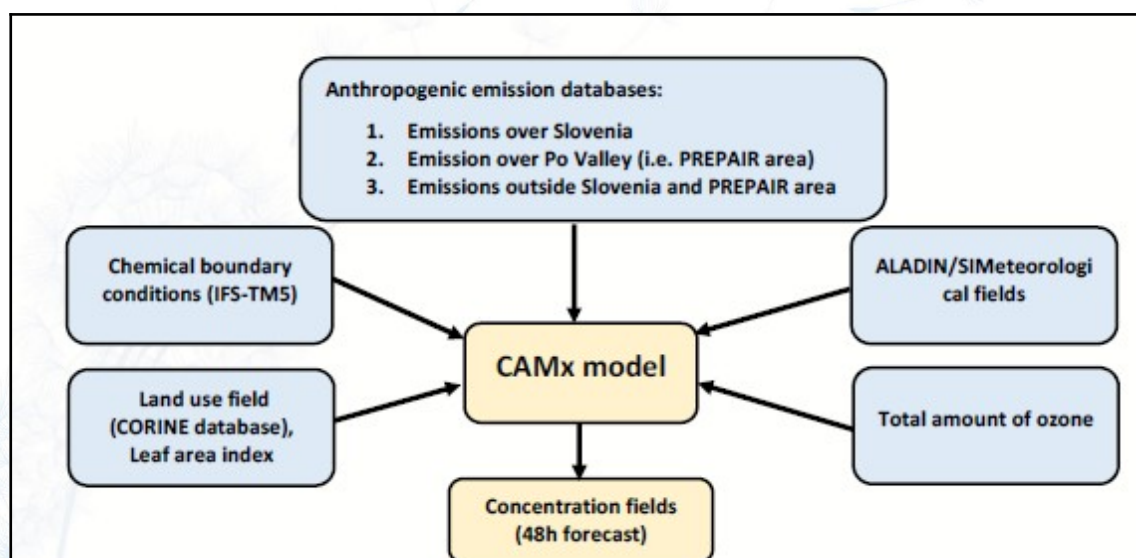 Anthropogenic emission databases:
1. Emissions over Slovenia
2. Emission over Po Valley (i.e. PREPAIR area)
3. Emissions outside Slovenia and PREPAIR area
Chemical boundary
conditions (IFS-TM5)
ALADIN/SIMeteorologi
cal fields
CAMx model
Land use field
(CORINE database),
Leaf area index
Total amount of ozone
Concentration fields
(48h forecast)